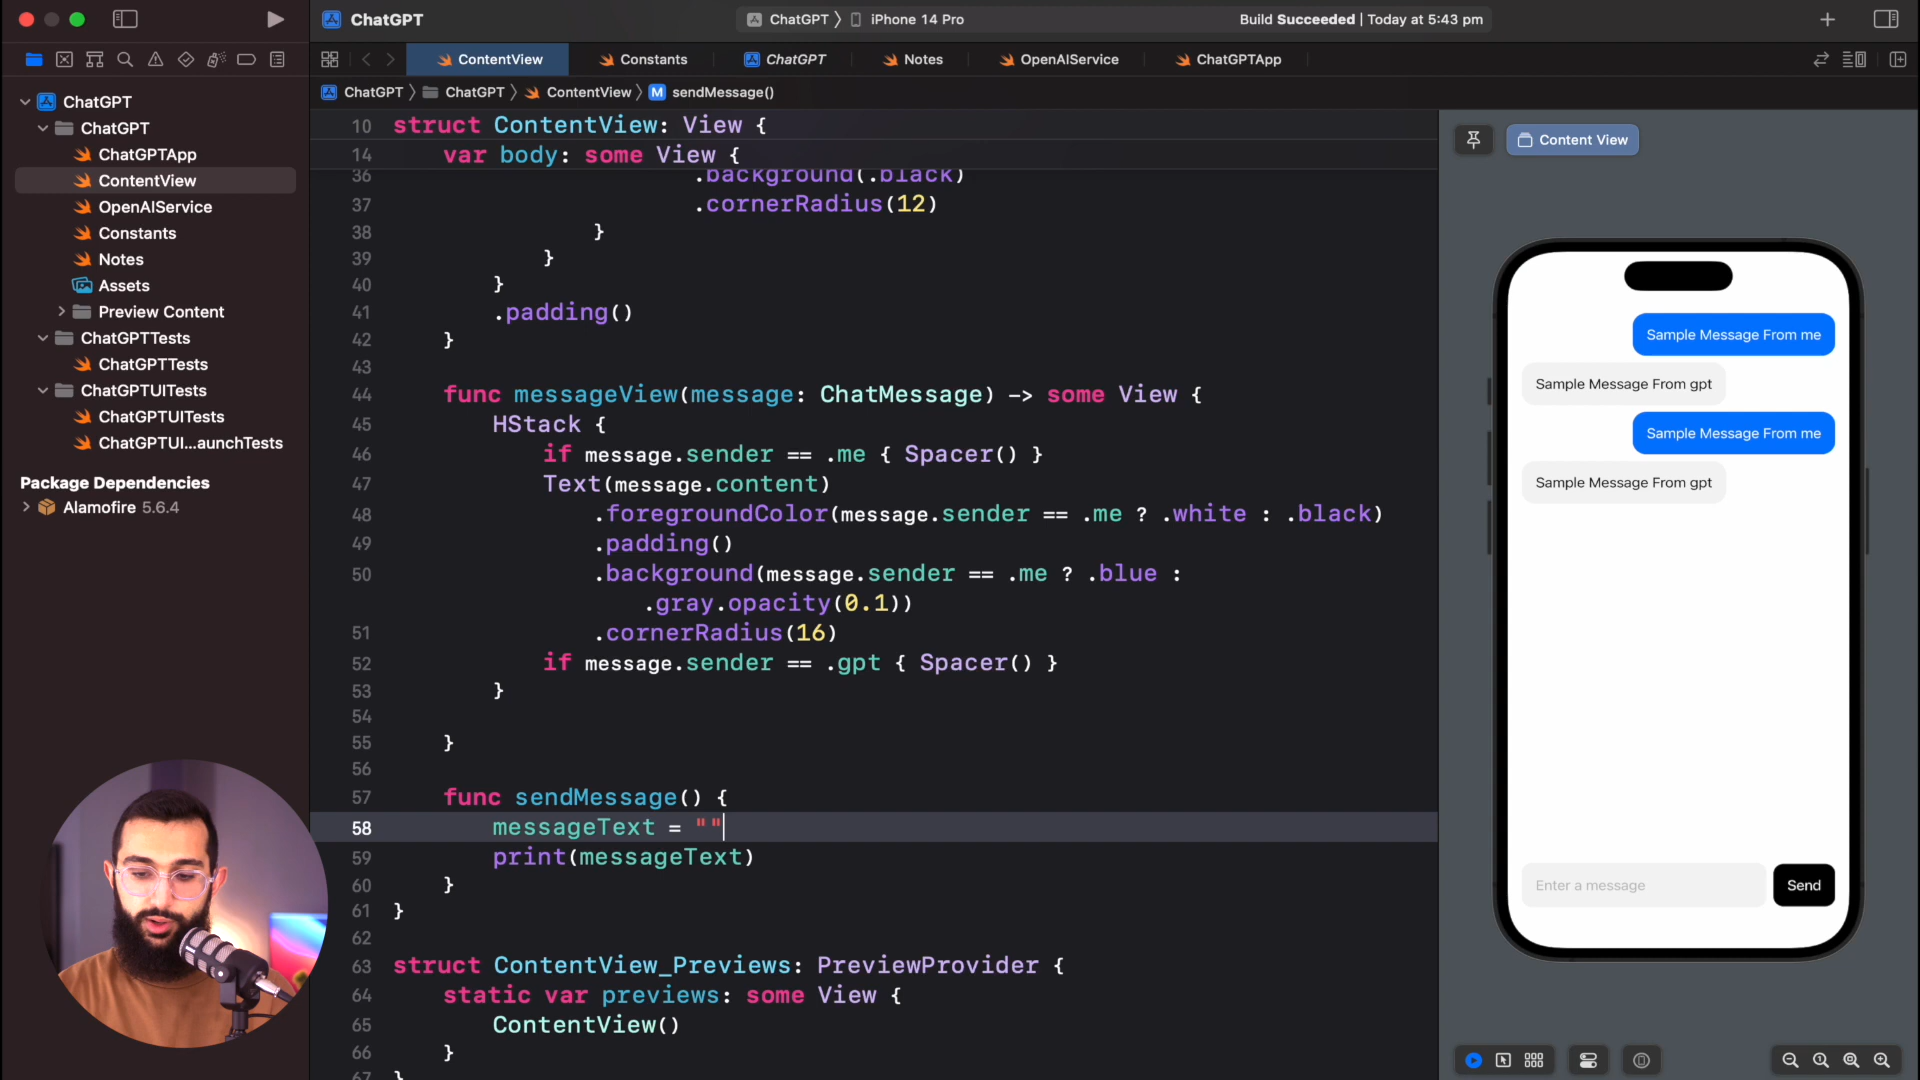 ChatGPT
ChatGPT 〉 iPhone 14 Pro
Build Succeeded | Today at 5:43 pm
ContentView
Constants
ChatGPT
Notes
OpenAIService
ChatGPTApp
ChatGPT 〉 ChatGPT 〉 ContentView 〉 M sendMessage()
ChatGPT
ChatGPT
ChatGPTApp
ContentView
OpenAIService
Constants
Notes
Assets
Preview Content
ChatGPTTests
ChatGPTTests
ChatGPTUITests
ChatGPTUITests
ChatGPTUI...aunchTests
Package Dependencies
Alamofire 5.6.4
10 struct ContentView: View {
14 var body: some View {
36 .background(.black)
37 .cornerRadius(12)
38 }
39 }
40 }
41 .padding()
42 }
43
44 func messageView(message: ChatMessage) -> some View {
45 HStack {
46 if message.sender == .me { Spacer() }
47 Text(message.content)
48 .foregroundColor(message.sender == .me ? .white : .black)
49 .padding()
50 .background(message.sender == .me ? .blue :
.gray.opacity(0.1))
51 .cornerRadius(16)
52 if message.sender == .gpt { Spacer() }
53 }
54
55 }
56
57 func sendMessage() {
58 messageText = ""
59 print(messageText)
60 }
61 }
62
63 struct ContentView_Previews: PreviewProvider {
64 static var previews: some View {
65 ContentView()
66 }
67 }
Content View
Sample Message From me
Sample Message From gpt
Sample Message From me
Sample Message From gpt
Enter a message
Send